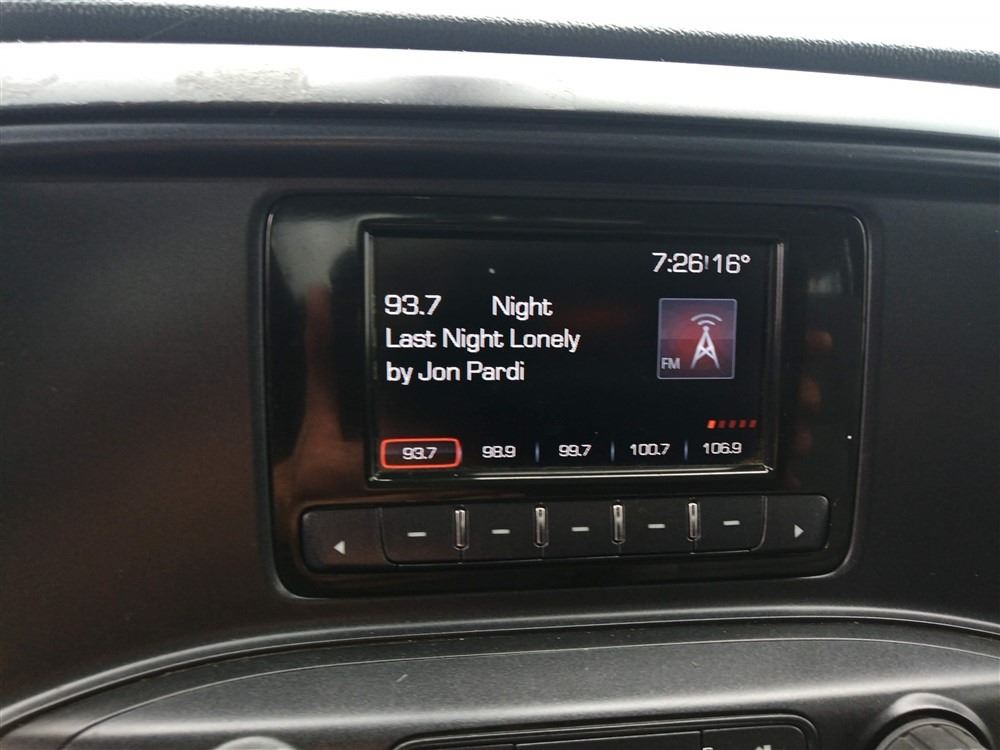 7:26 16°
93.7 Night
Last Night Lonely
by Jon Pardi
FM
93.7 98.9 99.7 100.7 106.9